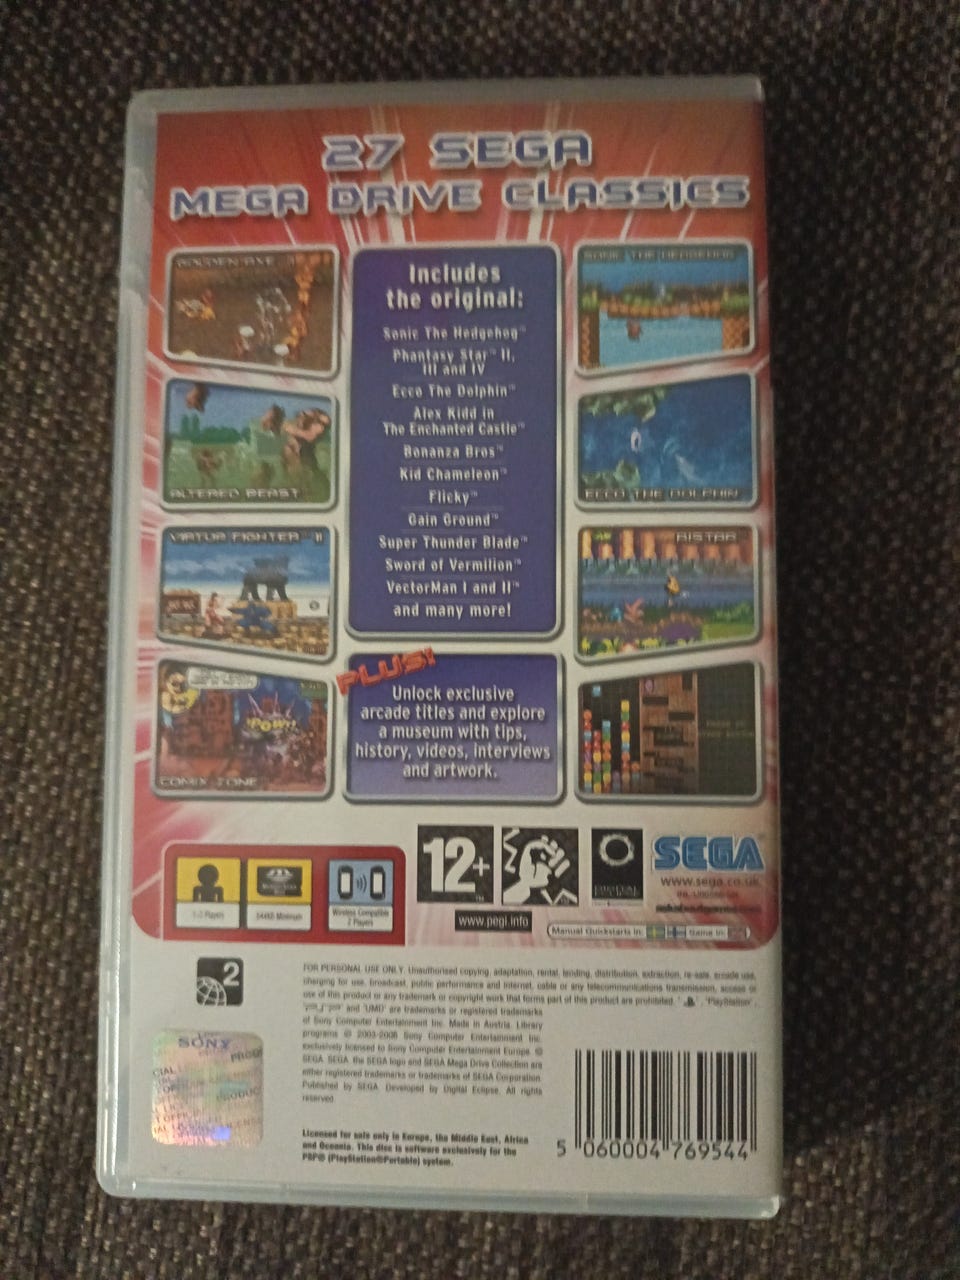 27 SEGA
MEGA DRIVE CLASSICS
GOLDEN AXE
ALTERED BEAST
VIRTUA FIGHTER™ II
COMIX ZONE
POW!!
Includes
the original:
Sonic The Hedgehog™
Phantasy Star™ II,
III and IV
Ecco The Dolphin™
Alex Kidd in
The Enchanted Castle™
Bonanza Bros™
Kid Chameleon™
Flicky™
Gain Ground™
Super Thunder Blade™
Sword of Vermilion™
VectorMan I and II™
and many more!
PLUS!
Unlock exclusive
arcade titles and explore
a museum with tips,
history, videos, interviews
and artwork.
SONIC THE HEDGEHOG
ECCO THE DOLPHIN
RISTAR
1-2 Players
Wireless Compatible
2 Players
12+
www.pegi.info
DIGITAL
SEGA
www.sega.co.uk
Manual Quickstarts in:
Game in:
2
FOR PERSONAL USE ONLY. Unauthorised copying, adaptation, rental, lending, distribution, extraction, re-sale, arcade use,
charging for use, broadcast, public performance and internet, cable or any telecommunications transmission, access or
use of this product or any trademark or copyright work that forms part of this product are prohibited. "PlayStation",
and "UMD" are trademarks or registered trademarks
of Sony Computer Entertainment Inc. Made in Austria. Library
programs © 2003-2006 Sony Computer Entertainment Inc.
exclusively licensed to Sony Computer Entertainment Europe. ©
SEGA. SEGA, the SEGA logo and SEGA Mega Drive Collection are
either registered trademarks or trademarks of SEGA Corporation.
Published by SEGA. Developed by Digital Eclipse. All rights
reserved.
Licensed for sale only in Europe, the Middle East, Africa
and Oceania. This disc is software exclusively for the
PSP® (PlayStation®Portable) system.
SONY
5 060004 769544